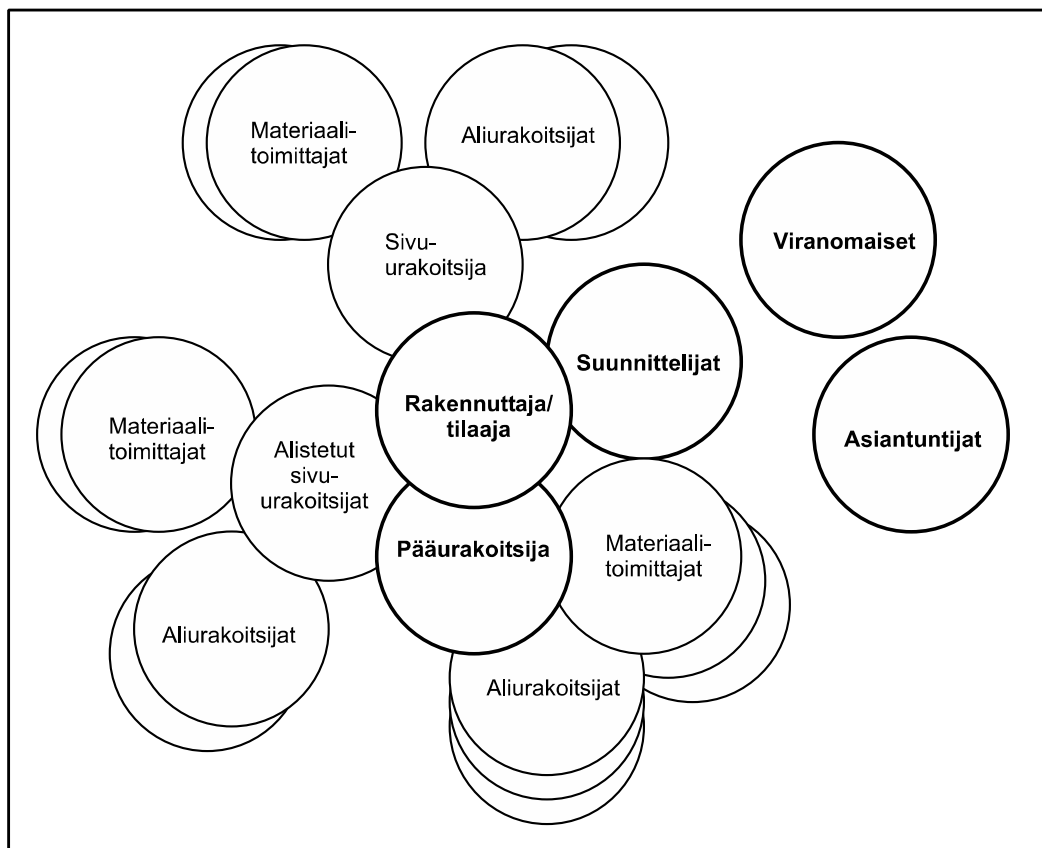 Materiaali-
toimittajat
Aliurakoitsijat
Sivu-
urakoitsija
Viranomaiset
Suunnittelijat
Rakennuttaja/
tilaaja
Materiaali-
toimittajat
Alistetut
sivu-
urakoitsijat
Asiantuntijat
Pääurakoitsija
Materiaali-
toimittajat
Aliurakoitsijat
Aliurakoitsijat